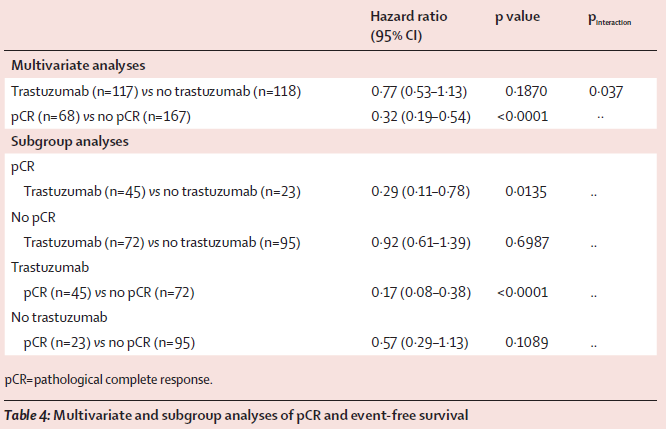 Hazard ratio p value pinteraction
(95% CI)
Multivariate analyses
Trastuzumab (n=117) vs no trastuzumab (n=118) 0·77 (0·53–1·13) 0·1870 0·037
pCR (n=68) vs no pCR (n=167) 0·32 (0·19–0·54) <0·0001 ··
Subgroup analyses
pCR
Trastuzumab (n=45) vs no trastuzumab (n=23) 0·29 (0·11–0·78) 0·0135 ··
No pCR
Trastuzumab (n=72) vs no trastuzumab (n=95) 0·92 (0·61–1·39) 0·6987 ··
Trastuzumab
pCR (n=45) vs no pCR (n=72) 0·17 (0·08–0·38) <0·0001 ··
No trastuzumab
pCR (n=23) vs no pCR (n=95) 0·57 (0·29–1·13) 0·1089 ··
pCR=pathological complete response.
Table 4: Multivariate and subgroup analyses of pCR and event-free survival